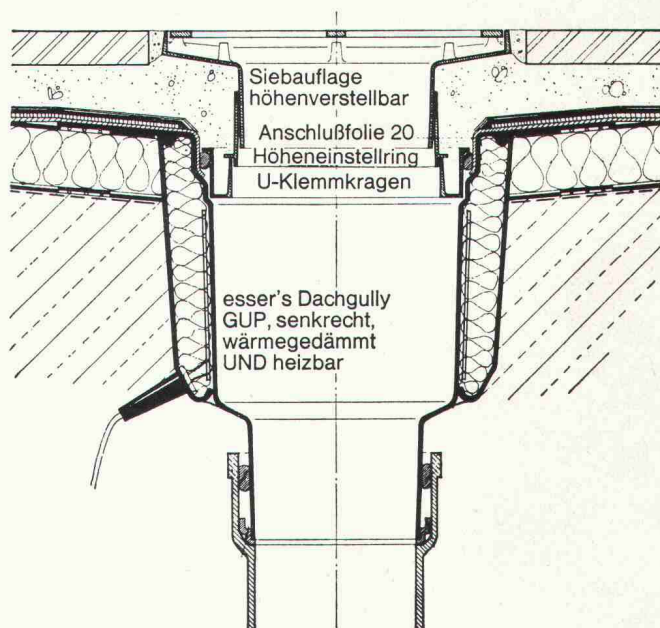 Siebauflage
höhenverstellbar
Anschlußfolie 20
Höheneinstellring
U-Klemmkragen
esser's Dachgully
GUP, senkrecht,
wärmegedämmt
UND heizbar